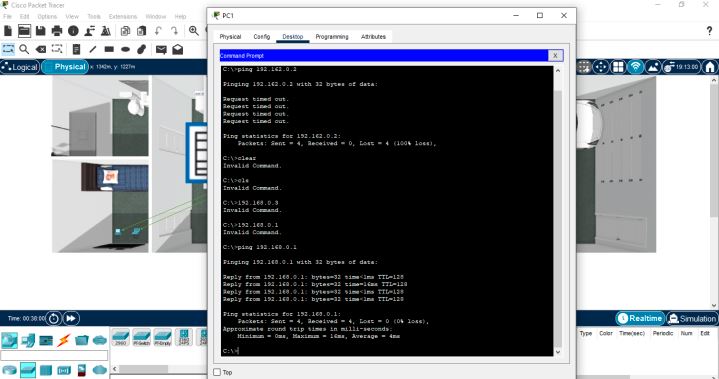 Cisco Packet Tracer
File Edit Options View Tools Extensions Window Help
Logical Physical x: 1342m, y: 1227m
19:13:00
PC1
Physical Config Desktop Programming Attributes
Command Prompt X
C:\>ping 192.162.0.2
Pinging 192.162.0.2 with 32 bytes of data:
Request timed out.
Request timed out.
Request timed out.
Request timed out.
Ping statistics for 192.162.0.2:
Packets: Sent = 4, Received = 0, Lost = 4 (100% loss),
C:\>clear
Invalid Command.
C:\>cls
Invalid Command.
C:\>192.168.0.3
Invalid Command.
C:\>192.168.0.1
Invalid Command.
C:\>ping 192.168.0.1
Pinging 192.168.0.1 with 32 bytes of data:
Reply from 192.168.0.1: bytes=32 time<1ms TTL=128
Reply from 192.168.0.1: bytes=32 time=16ms TTL=128
Reply from 192.168.0.1: bytes=32 time<1ms TTL=128
Reply from 192.168.0.1: bytes=32 time<1ms TTL=128
Ping statistics for 192.168.0.1:
Packets: Sent = 4, Received = 4, Lost = 0 (0% loss),
Approximate round trip times in milli-seconds:
Minimum = 0ms, Maximum = 16ms, Average = 4ms
C:\>
Top
Time: 00:38:00
Realtime Simulation
2960 PT-Switch PT-Empty
Type Color Time(sec) Periodic Num Edit